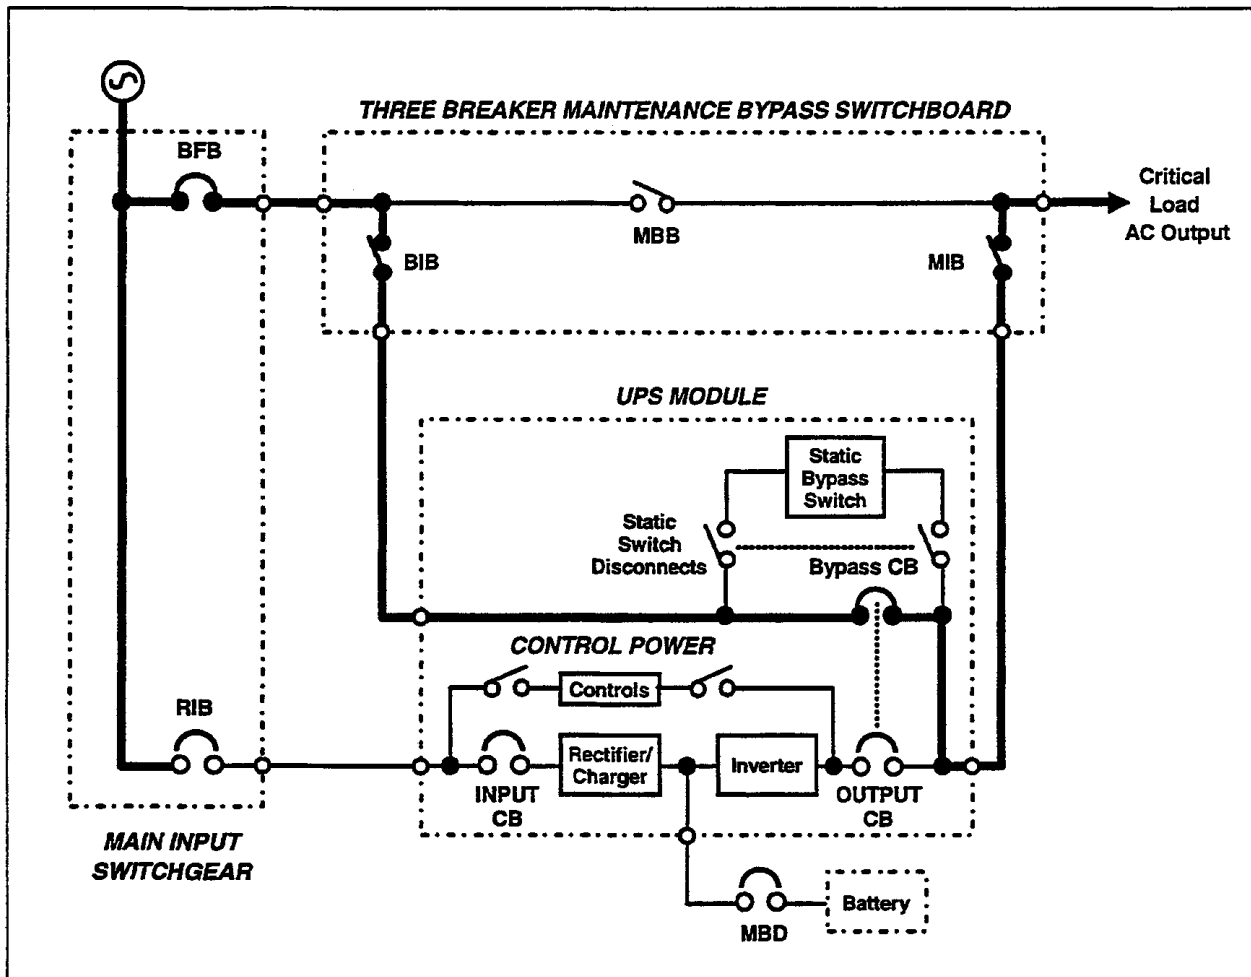 THREE BREAKER MAINTENANCE BYPASS SWITCHBOARD
BFB
MBB
BIB
MIB
Critical
Load
AC Output
UPS MODULE
Static
Bypass
Switch
Static
Switch
Disconnects
Bypass CB
CONTROL POWER
Controls
RIB
Rectifier/
Charger
Inverter
INPUT
CB
OUTPUT
CB
MAIN INPUT
SWITCHGEAR
MBD
Battery